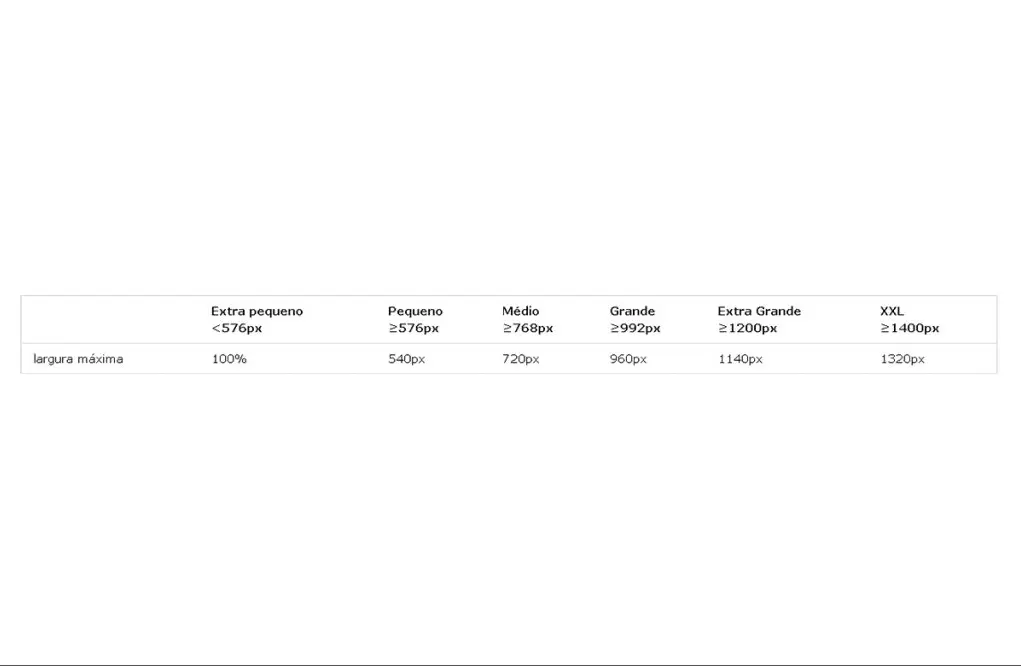 Extra pequeno Pequeno Médio Grande Extra Grande XXL
<576px ≥576px ≥768px ≥992px ≥1200px ≥1400px
largura máxima 100% 540px 720px 960px 1140px 1320px